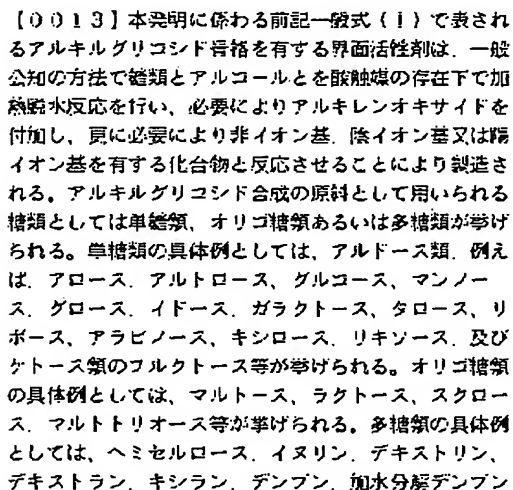 【００１３】本発明に係わる前記一般式（Ｉ）で表され
るアルキルグリコシド骨格を有する界面活性剤は、一般
公知の方法で糖類とアルコールとを酸触媒の存在下で加
熱脱水反応を行い、必要によりアルキレンオキサイドを
付加し、更に必要により非イオン基、陰イオン基又は陽
イオン基を有する化合物と反応させることにより製造さ
れる。アルキルグリコシド合成の原料として用いられる
糖類としては単糖類、オリゴ糖類あるいは多糖類が挙げ
られる。単糖類の具体例としては、アルドース類、例え
ば、アロース、アルトロース、グルコース、マンノー
ス、グロース、イドース、ガラクトース、タロース、リ
ボース、アラビノース、キシロース、リキソース、及び
ケトース類のフルクトース等が挙げられる。オリゴ糖類
の具体例としては、マルトース、ラクトース、スクロー
ス、マルトトリオース等が挙げられる。多糖類の具体例
としては、ヘミセルロース、イヌリン、デキストリン、
デキストラン、キシラン、デンプン、加水分解デンプン